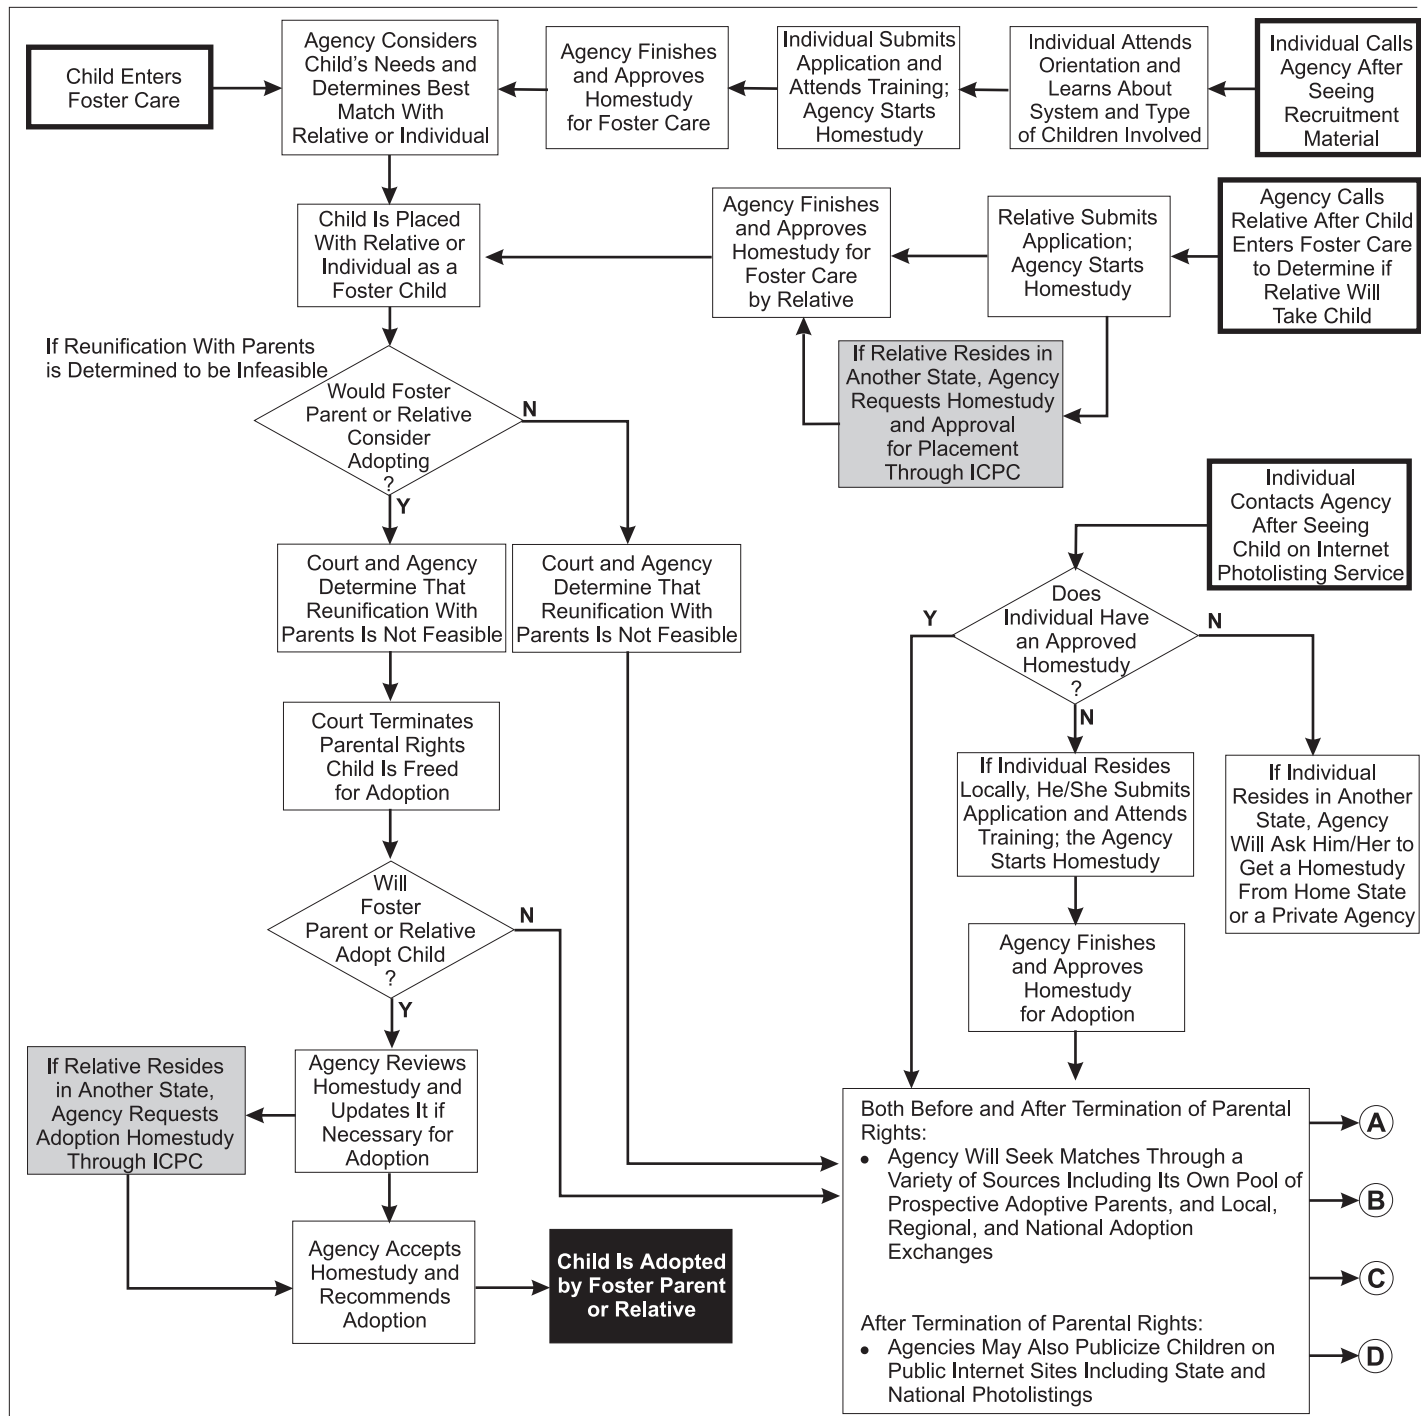 Child Enters
Foster Care
Agency Considers
Child's Needs and
Determines Best
Match With
Relative or Individual
Agency Finishes
and Approves
Homestudy
for Foster Care
Individual Submits
Application and
Attends Training;
Agency Starts
Homestudy
Individual Attends
Orientation and
Learns About
System and Type
of Children Involved
Individual Calls
Agency After
Seeing
Recruitment
Material
Child Is Placed
With Relative or
Individual as a
Foster Child
Agency Finishes
and Approves
Homestudy for
Foster Care
by Relative
Relative Submits
Application;
Agency Starts
Homestudy
Agency Calls
Relative After Child
Enters Foster Care
to Determine if
Relative Will
Take Child
If Relative Resides in
Another State, Agency
Requests Homestudy
and Approval
for Placement
Through ICPC
If Reunification With Parents
is Determined to be Infeasible
Would Foster
Parent or Relative
Consider
Adopting
?
N
Y
Court and Agency
Determine That
Reunification With
Parents Is Not Feasible
Court and Agency
Determine That
Reunification With
Parents Is Not Feasible
Individual
Contacts Agency
After Seeing
Child on Internet
Photolisting Service
Does
Individual Have
an Approved
Homestudy
?
Y
N
N
Court Terminates
Parental Rights
Child Is Freed
for Adoption
If Individual Resides
Locally, He/She Submits
Application and Attends
Training; the Agency
Starts Homestudy
If Individual
Resides in Another
State, Agency
Will Ask Him/Her to
Get a Homestudy
From Home State
or a Private Agency
Will
Foster
Parent or Relative
Adopt Child
?
N
Y
Agency Finishes
and Approves
Homestudy
for Adoption
If Relative Resides
in Another State,
Agency Requests
Adoption Homestudy
Through ICPC
Agency Reviews
Homestudy and
Updates It if
Necessary for
Adoption
Agency Accepts
Homestudy and
Recommends
Adoption
Child Is Adopted
by Foster Parent
or Relative
Both Before and After Termination of Parental
Rights:
• Agency Will Seek Matches Through a
Variety of Sources Including Its Own Pool of
Prospective Adoptive Parents, and Local,
Regional, and National Adoption
Exchanges
After Termination of Parental Rights:
• Agencies May Also Publicize Children on
Public Internet Sites Including State and
National Photolistings
A
B
C
D